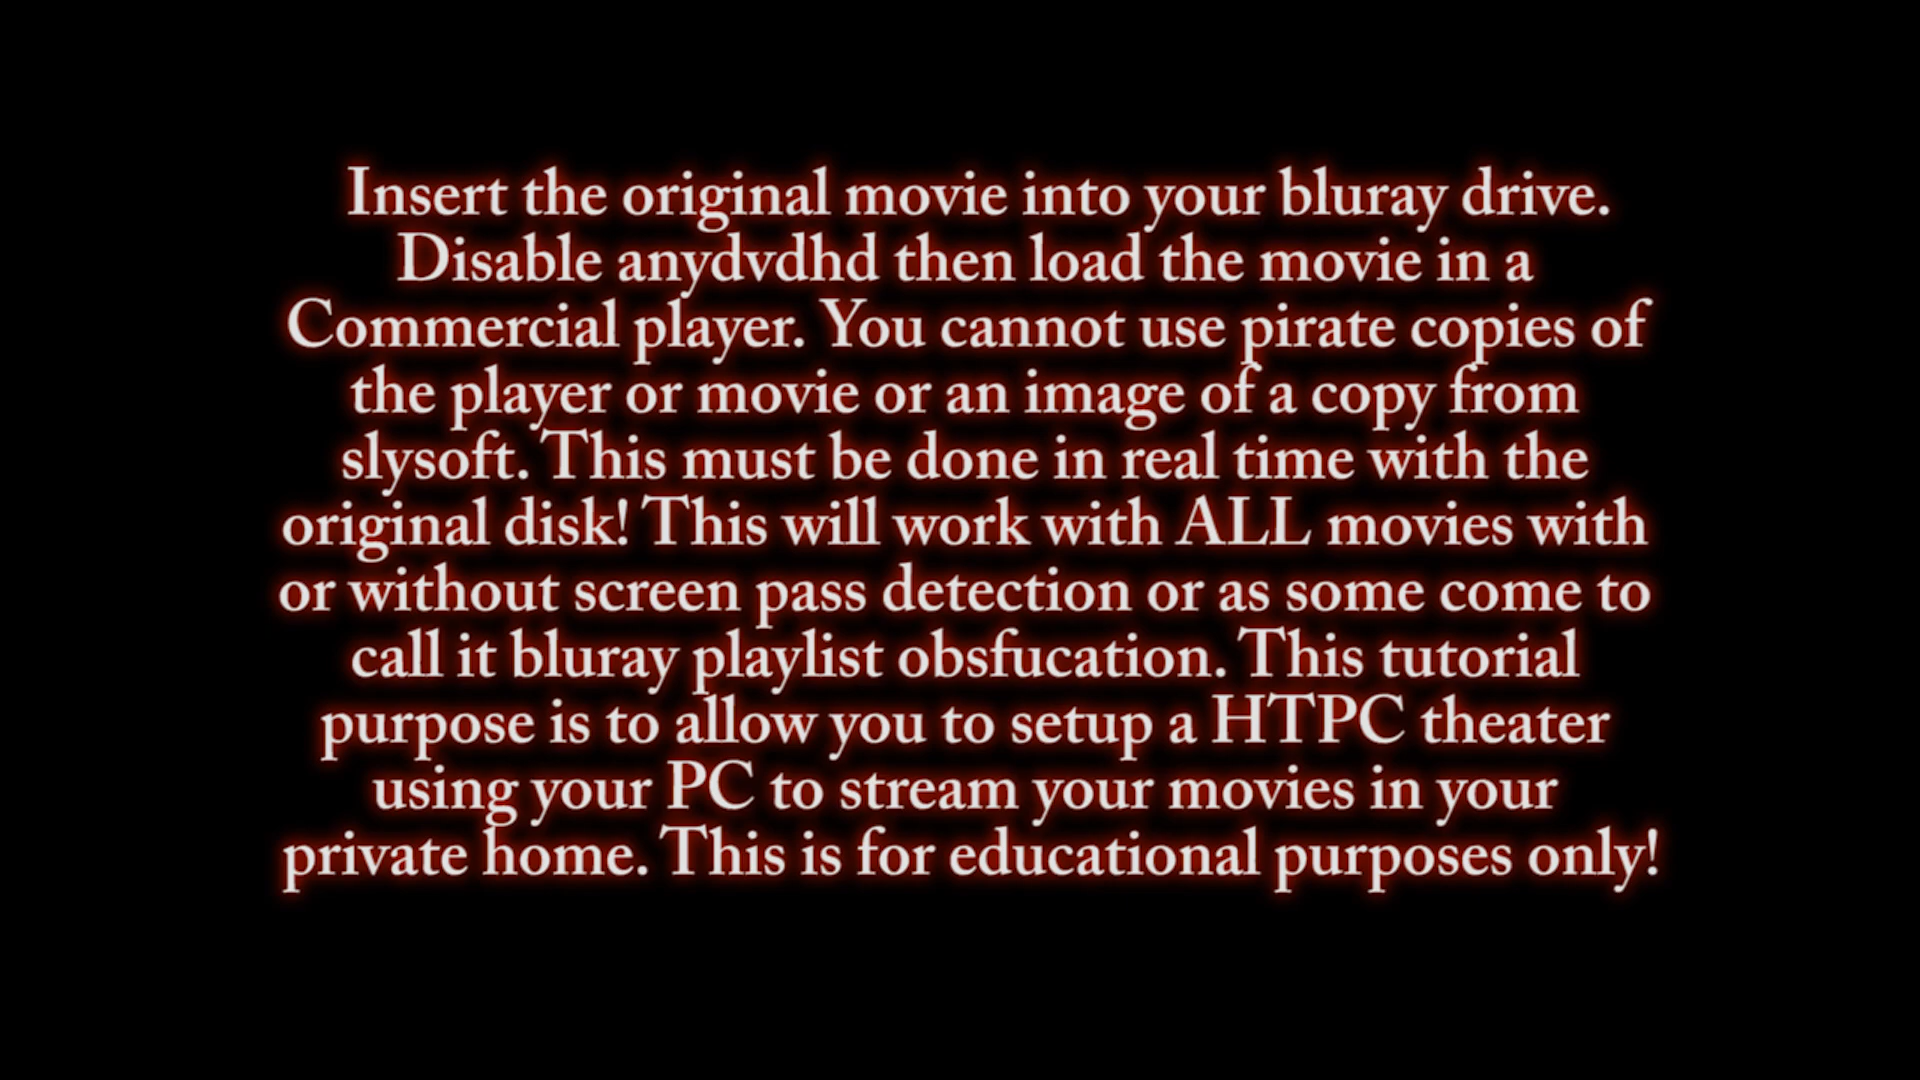 Insert the original movie into your bluray drive.
Disable anydvdhd then load the movie in a
Commercial player. You cannot use pirate copies of
the player or movie or an image of a copy from
slysoft. This must be done in real time with the
original disk! This will work with ALL movies with
or without screen pass detection or as some come to
call it bluray playlist obsfucation. This tutorial
purpose is to allow you to setup a HTPC theater
using your PC to stream your movies in your
private home. This is for educational purposes only!